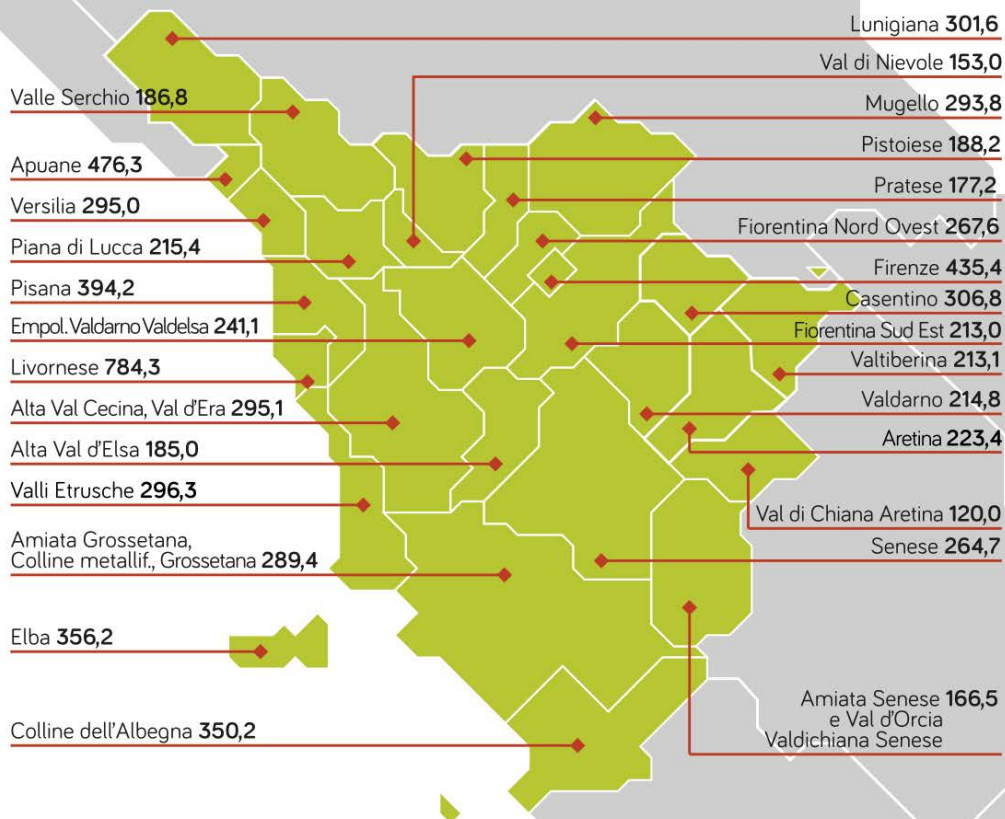 Lunigiana 301,6
Val di Nievole 153,0
Valle Serchio 186,8
Mugello 293,8
Pistoiese 188,2
Apuane 476,3
Pratese 177,2
Versilia 295,0
Fiorentina Nord Ovest 267,6
Piana di Lucca 215,4
Firenze 435,4
Pisana 394,2
Casentino 306,8
Empol. Valdarno Valdelsa 241,1
Fiorentina Sud Est 213,0
Livornese 784,3
Valtiberina 213,1
Alta Val Cecina, Val d'Era 295,1
Valdarno 214,8
Alta Val d'Elsa 185,0
Aretina 223,4
Valli Etrusche 296,3
Val di Chiana Aretina 120,0
Amiata Grossetana,
Colline metallif., Grossetana 289,4
Senese 264,7
Elba 356,2
Colline dell'Albegna 350,2
Amiata Senese 166,5
e Val d'Orcia
Valdichiana Senese